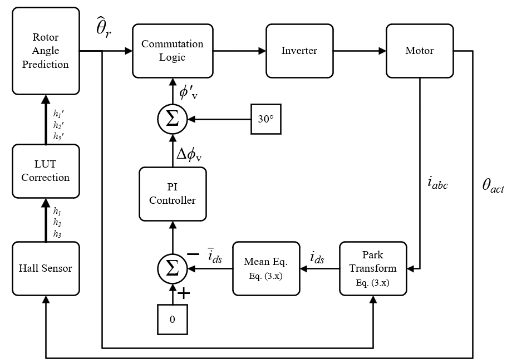 Rotor
Angle
Prediction
θ̂r
Commutation
Logic
Inverter
Motor
ϕ'v
Σ
30°
h1'
h2'
h3'
Δϕv
LUT
Correction
PI
Controller
iabc
θact
h1
h2
h3
Hall Sensor
Σ
−
i̅ds
Mean Eq.
Eq. (3.x)
ids
Park
Transform
Eq. (3.x)
+
0